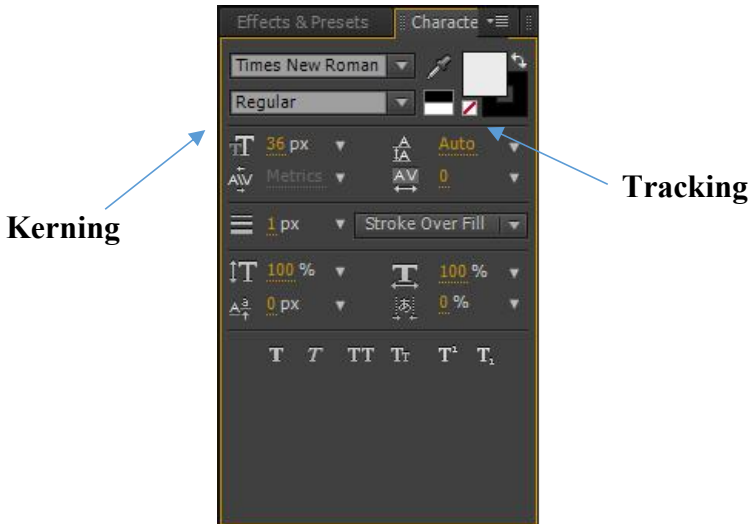 Effects & Presets Characte
Times New Roman
Regular
36 px Auto
Metrics 0
Kerning
Tracking
1 px Stroke Over Fill
100 % 100 %
0 px 0 %
T T TT Tt T¹ T₁